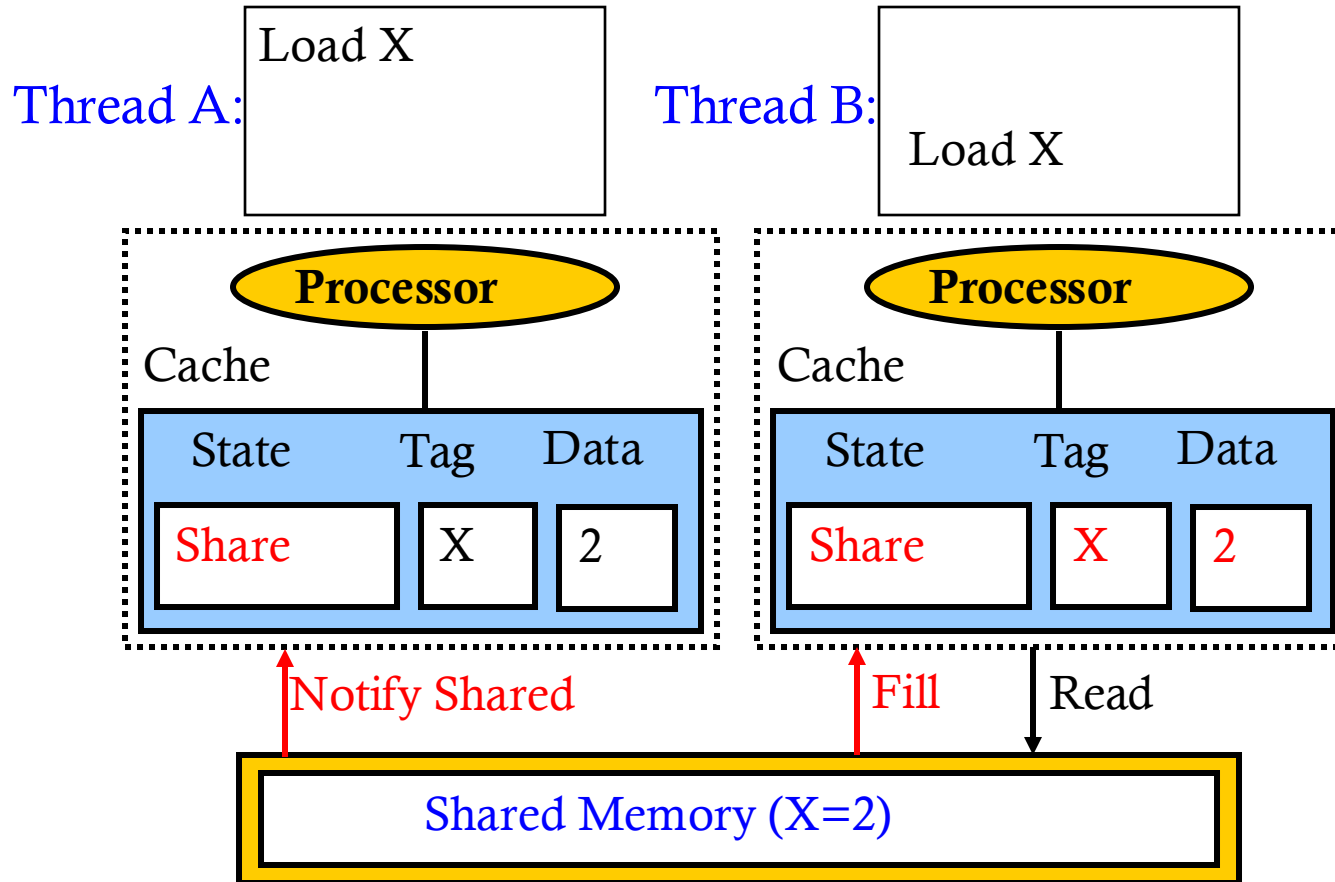 Load X
Thread A:
Thread B:
Load X
Processor
Processor
Cache
Cache
State Tag Data
State Tag Data
Share X 2
Share X 2
Notify Shared
Fill
Read
Shared Memory (X=2)